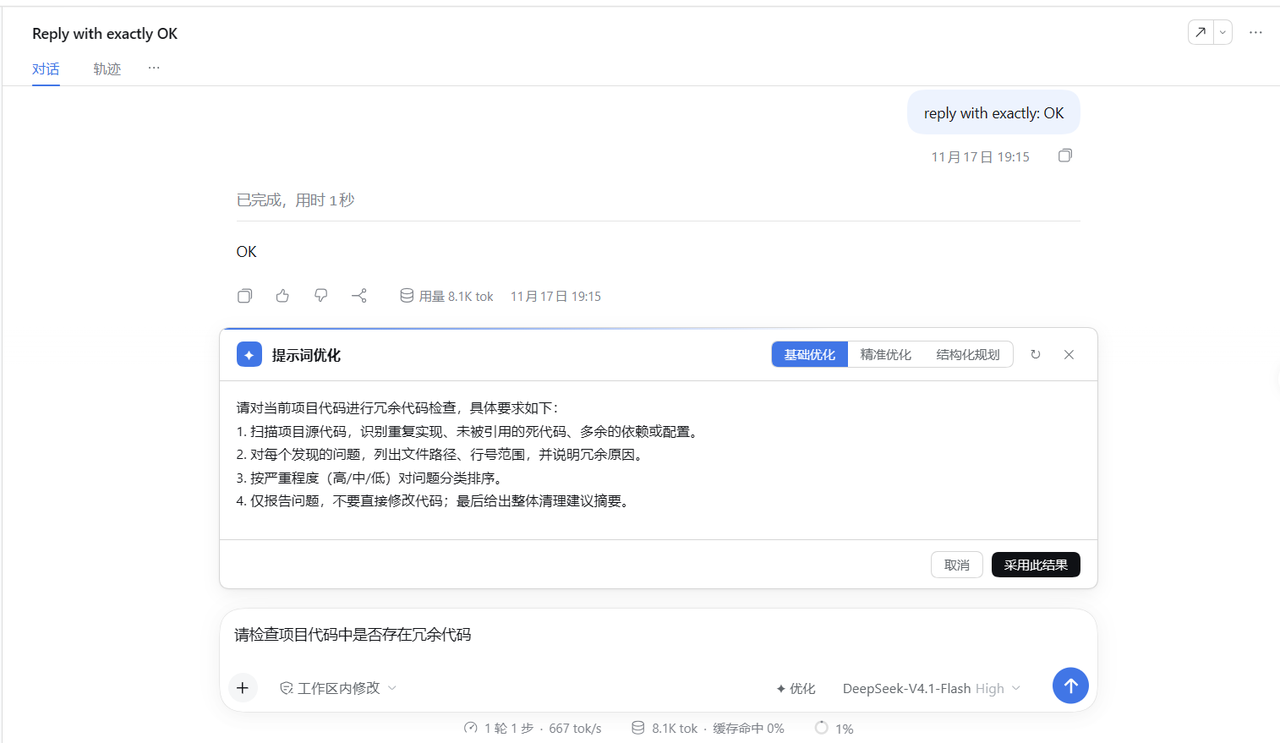 Reply with exactly OK
对话 轨迹 ...
reply with exactly: OK
11月17日 19:15
已完成，用时 1 秒
OK
用量 8.1K tok 11月17日 19:15
提示词优化 基础优化 精准优化 结构化规划
请对当前项目代码进行冗余代码检查，具体要求如下：
1. 扫描项目源代码，识别重复实现、未被引用的死代码、多余的依赖或配置。
2. 对每个发现的问题，列出文件路径、行号范围，并说明冗余原因。
3. 按严重程度（高/中/低）对问题分类排序。
4. 仅报告问题，不要直接修改代码；最后给出整体清理建议摘要。
取消 采用此结果
请检查项目代码中是否存在冗余代码
工作区内修改 优化 DeepSeek-V4.1-Flash High
1 轮 1 步 · 667 tok/s 8.1K tok · 缓存命中 0% 1%